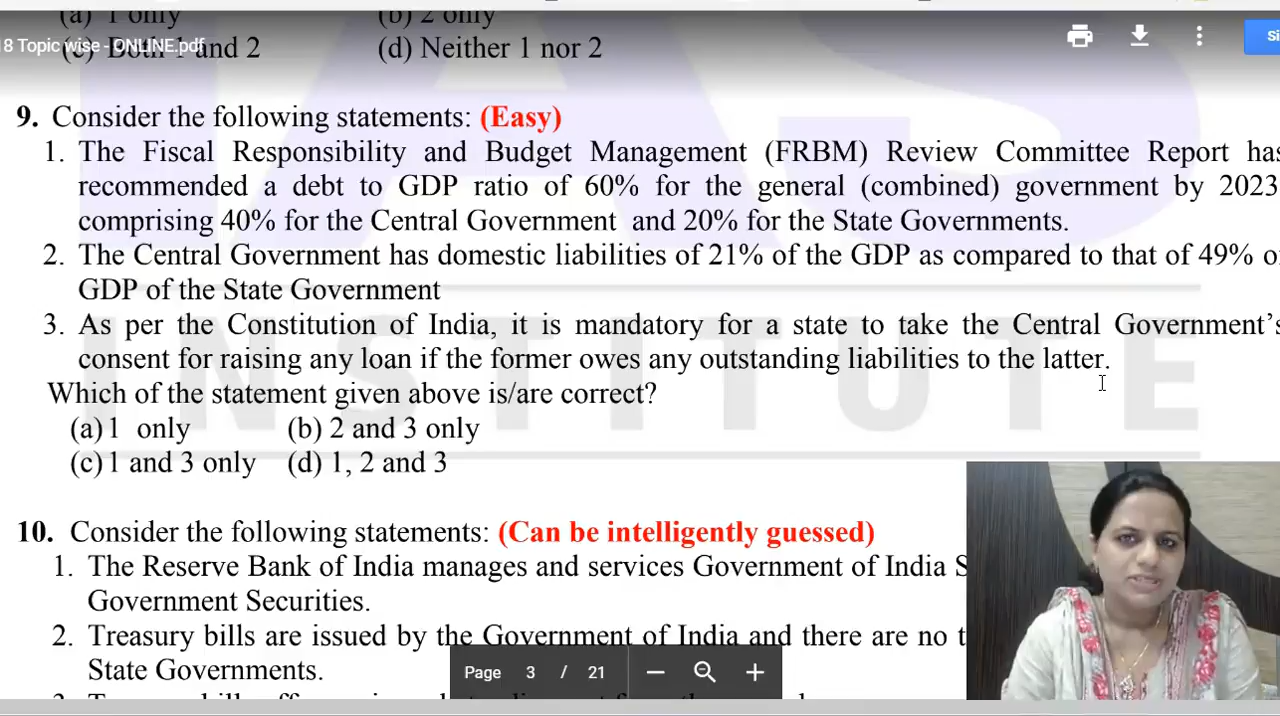 (a) 1 only (b) 2 only
18 Topic wise - ONLINE.pdf
(c) Both 1 and 2 (d) Neither 1 nor 2
Si
IAS
INSTITUTE
9. Consider the following statements: (Easy)
1. The Fiscal Responsibility and Budget Management (FRBM) Review Committee Report has
recommended a debt to GDP ratio of 60% for the general (combined) government by 2023
comprising 40% for the Central Government and 20% for the State Governments.
2. The Central Government has domestic liabilities of 21% of the GDP as compared to that of 49% of
GDP of the State Government
3. As per the Constitution of India, it is mandatory for a state to take the Central Government's
consent for raising any loan if the former owes any outstanding liabilities to the latter.
Which of the statement given above is/are correct?
(a) 1 only (b) 2 and 3 only
(c) 1 and 3 only (d) 1, 2 and 3
10. Consider the following statements: (Can be intelligently guessed)
1. The Reserve Bank of India manages and services Government of India S
Government Securities.
2. Treasury bills are issued by the Government of India and there are no t
State Governments.
Page 3 / 21